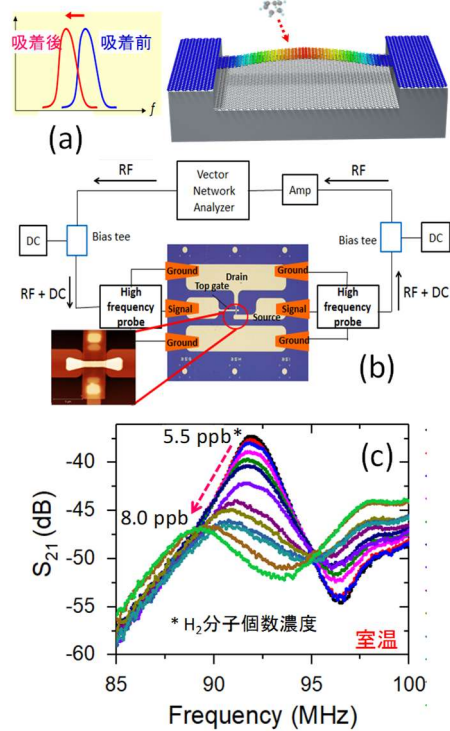 吸着後
吸着前
f
(a)
RF
RF
Vector
Network
Analyzer
Amp
DC
Bias tee
Bias tee
DC
RF + DC
High
frequency
probe
Ground
Drain
Ground
Top gate
Signal
Source
Signal
Ground
Ground
High
frequency
probe
RF + DC
(b)
(c)
5.5 ppb*
8.0 ppb
* H₂分子個数濃度
室温
S₂₁ (dB)
-40
-45
-50
-55
-60
85
90
95
100
Frequency (MHz)